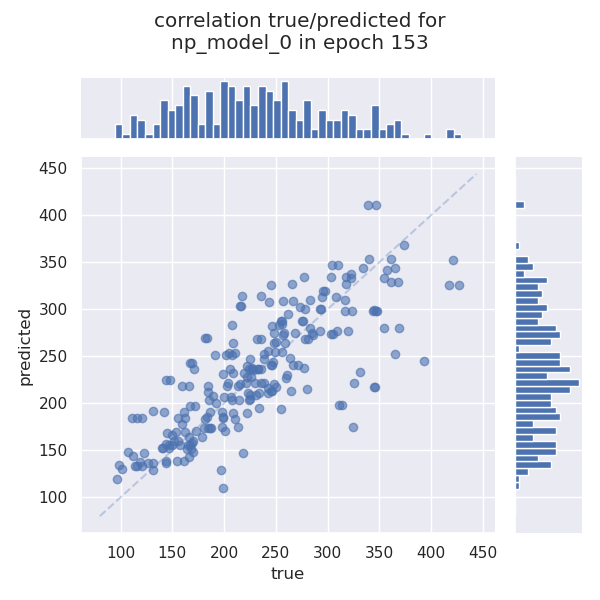 correlation true/predicted for
np_model_0 in epoch 153
450
400
350
300
250
200
150
100
predicted
100 150 200 250 300 350 400 450
true